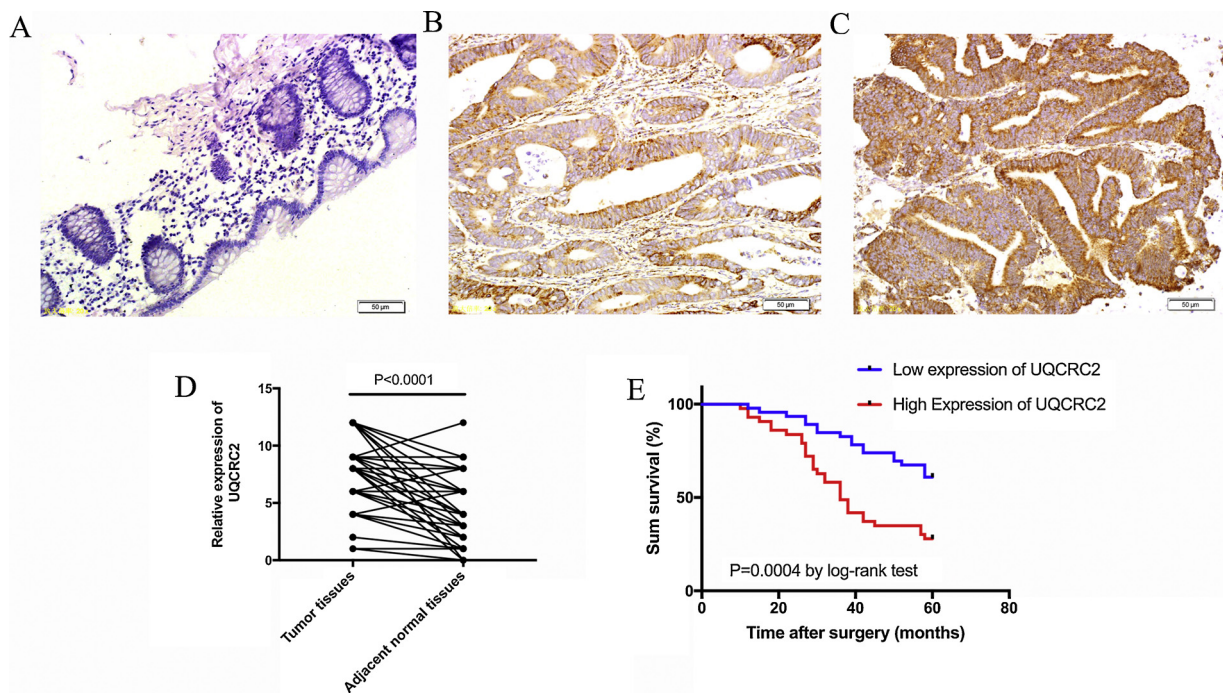 A
B
C
50 µm
50 µm
50 µm
D
P<0.0001
Relative expression of
UQCRC2
15
10
5
0
Tumor tissues
Adjacent normal tissues
E
Low expression of UQCRC2
High Expression of UQCRC2
Sum survival (%)
100
50
0
P=0.0004 by log-rank test
0
20
40
60
80
Time after surgery (months)